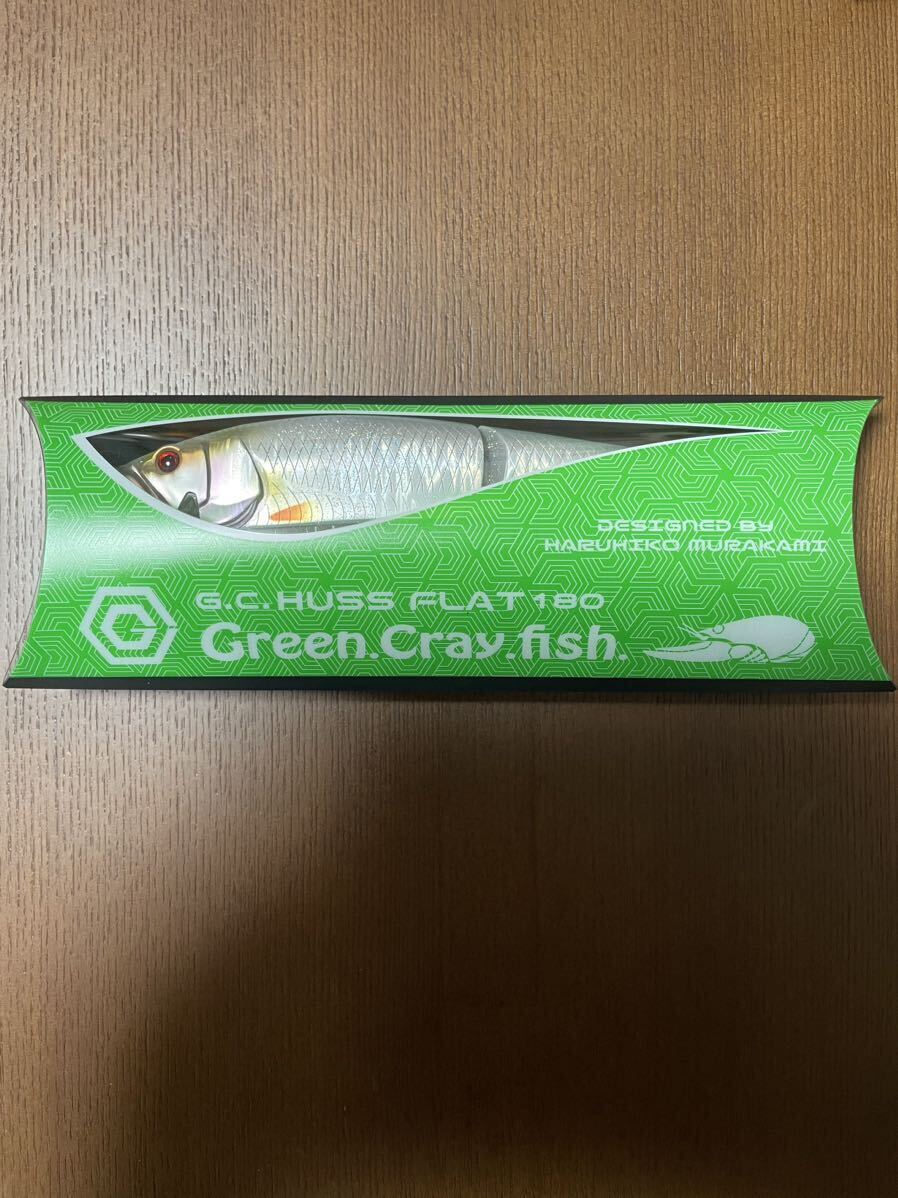 DESIGNED BY
HARUHIKO MURAKAMI
G.C. HUSS FLAT 180
Green.Cray.fish.